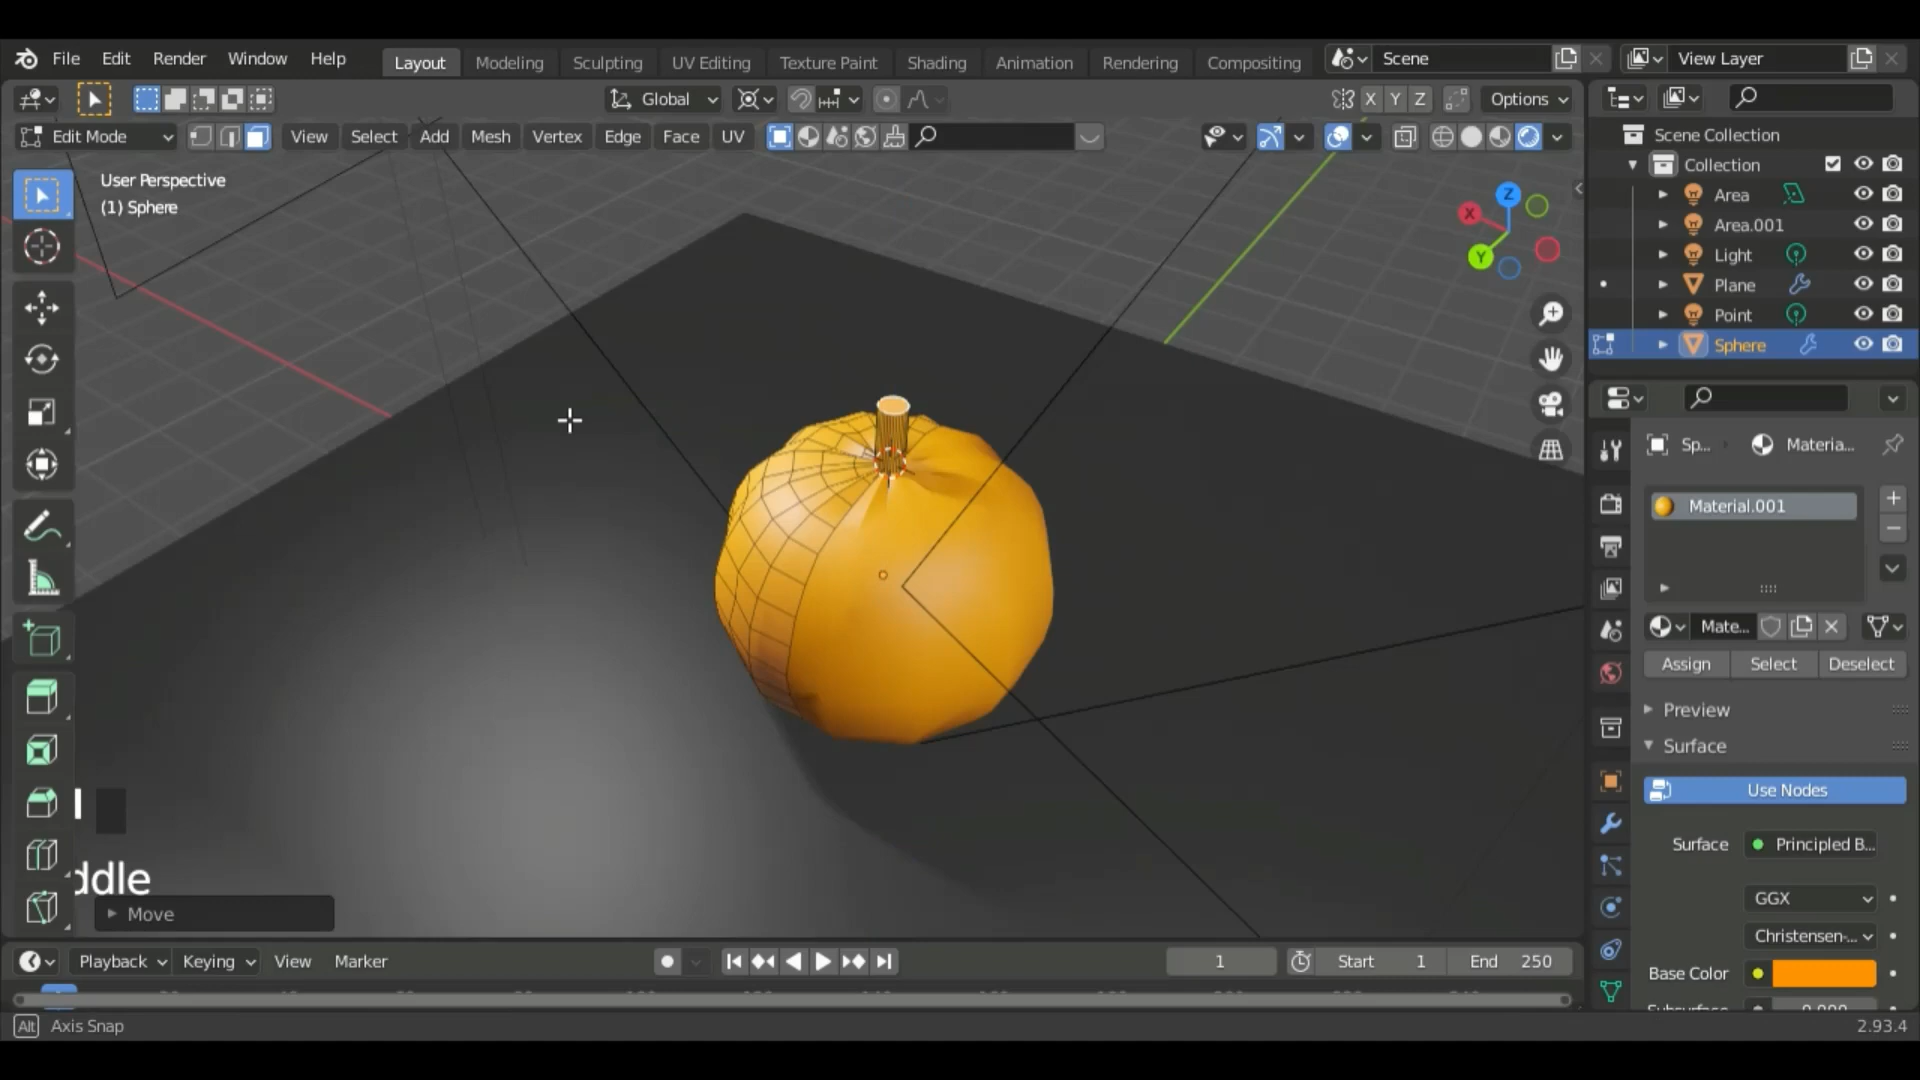 File Edit Render Window Help Layout Modeling Sculpting UV Editing Texture Paint Shading Animation Rendering Compositing Scene View Layer
Global X Y Z Options
Edit Mode View Select Add Mesh Vertex Edge Face UV
Scene Collection
Collection
Area
Area.001
Light
Plane
Point
Sphere
User Perspective
(1) Sphere
Z
X
Y
Sp... Materia...
Material.001
Mate...
Assign Select Deselect
Preview
Surface
Use Nodes
Surface Principled B...
GGX
Christensen-...
Base Color
ddle
Move
Playback Keying View Marker 1 Start 1 End 250
Alt Axis Snap 2.93.4